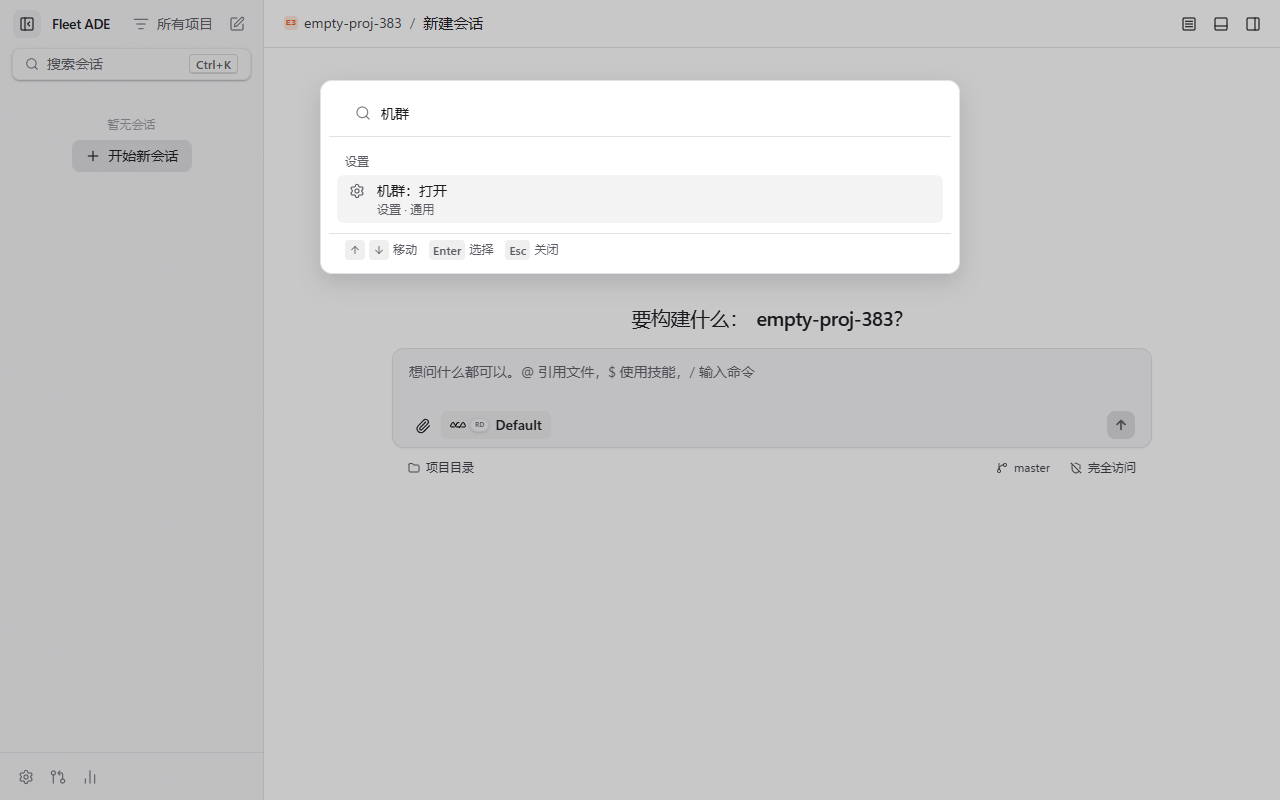 Fleet ADE
所有项目
搜索会话
Ctrl+K
暂无会话
开始新会话
E3 empty-proj-383 / 新建会话
机群
设置
机群：打开
设置 · 通用
↑ ↓ 移动 Enter 选择 Esc 关闭
要构建什么： empty-proj-383?
想问什么都可以。@ 引用文件，$ 使用技能，/ 输入命令
RD Default
项目目录
master
完全访问